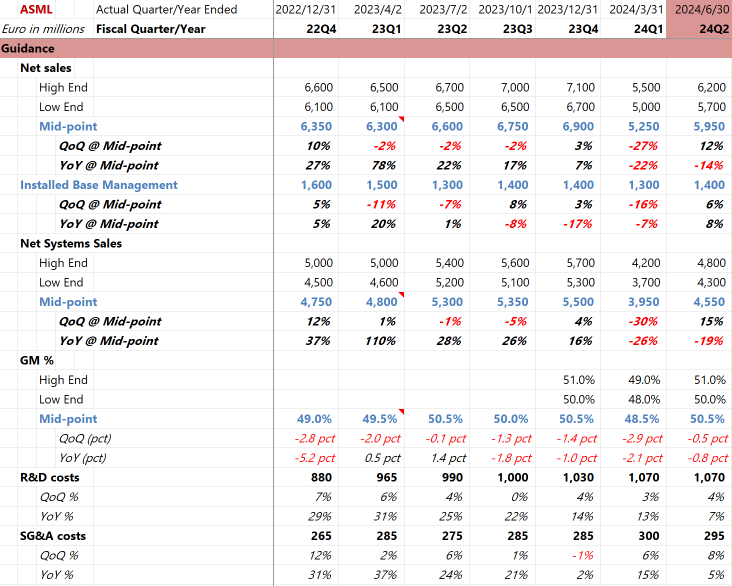 ASML Actual Quarter/Year Ended 2022/12/31 2023/4/2 2023/7/2 2023/10/1 2023/12/31 2024/3/31 2024/6/30
Euro in millions Fiscal Quarter/Year 22Q4 23Q1 23Q2 23Q3 23Q4 24Q1 24Q2
Guidance
Net sales
High End 6,600 6,500 6,700 7,000 7,100 5,500 6,200
Low End 6,100 6,100 6,500 6,500 6,700 5,000 5,700
Mid-point 6,350 6,300 6,600 6,750 6,900 5,250 5,950
QoQ @ Mid-point 10% -2% -2% -2% 3% -27% 12%
YoY @ Mid-point 27% 78% 22% 17% 7% -22% -14%
Installed Base Management 1,600 1,500 1,300 1,400 1,400 1,300 1,400
QoQ @ Mid-point 5% -11% -7% 8% 3% -16% 6%
YoY @ Mid-point 5% 20% 1% -8% -17% -7% 8%
Net Systems Sales
High End 5,000 5,000 5,400 5,600 5,700 4,200 4,800
Low End 4,500 4,600 5,200 5,100 5,300 3,700 4,300
Mid-point 4,750 4,800 5,300 5,350 5,500 3,950 4,550
QoQ @ Mid-point 12% 1% -1% -5% 4% -30% 15%
YoY @ Mid-point 37% 110% 28% 26% 16% -26% -19%
GM %
High End 51.0% 49.0% 51.0%
Low End 50.0% 48.0% 50.0%
Mid-point 49.0% 49.5% 50.5% 50.0% 50.5% 48.5% 50.5%
QoQ (pct) -2.8 pct -2.0 pct -0.1 pct -1.3 pct -1.4 pct -2.9 pct -0.5 pct
YoY (pct) -5.2 pct 0.5 pct 1.4 pct -1.8 pct -1.0 pct -2.1 pct -0.8 pct
R&D costs 880 965 990 1,000 1,030 1,070 1,070
QoQ % 7% 6% 4% 0% 4% 3% 4%
YoY % 29% 31% 25% 22% 14% 13% 7%
SG&A costs 265 285 275 285 285 300 295
QoQ % 12% 2% 6% 1% -1% 6% 8%
YoY % 31% 37% 24% 21% 2% 15% 5%